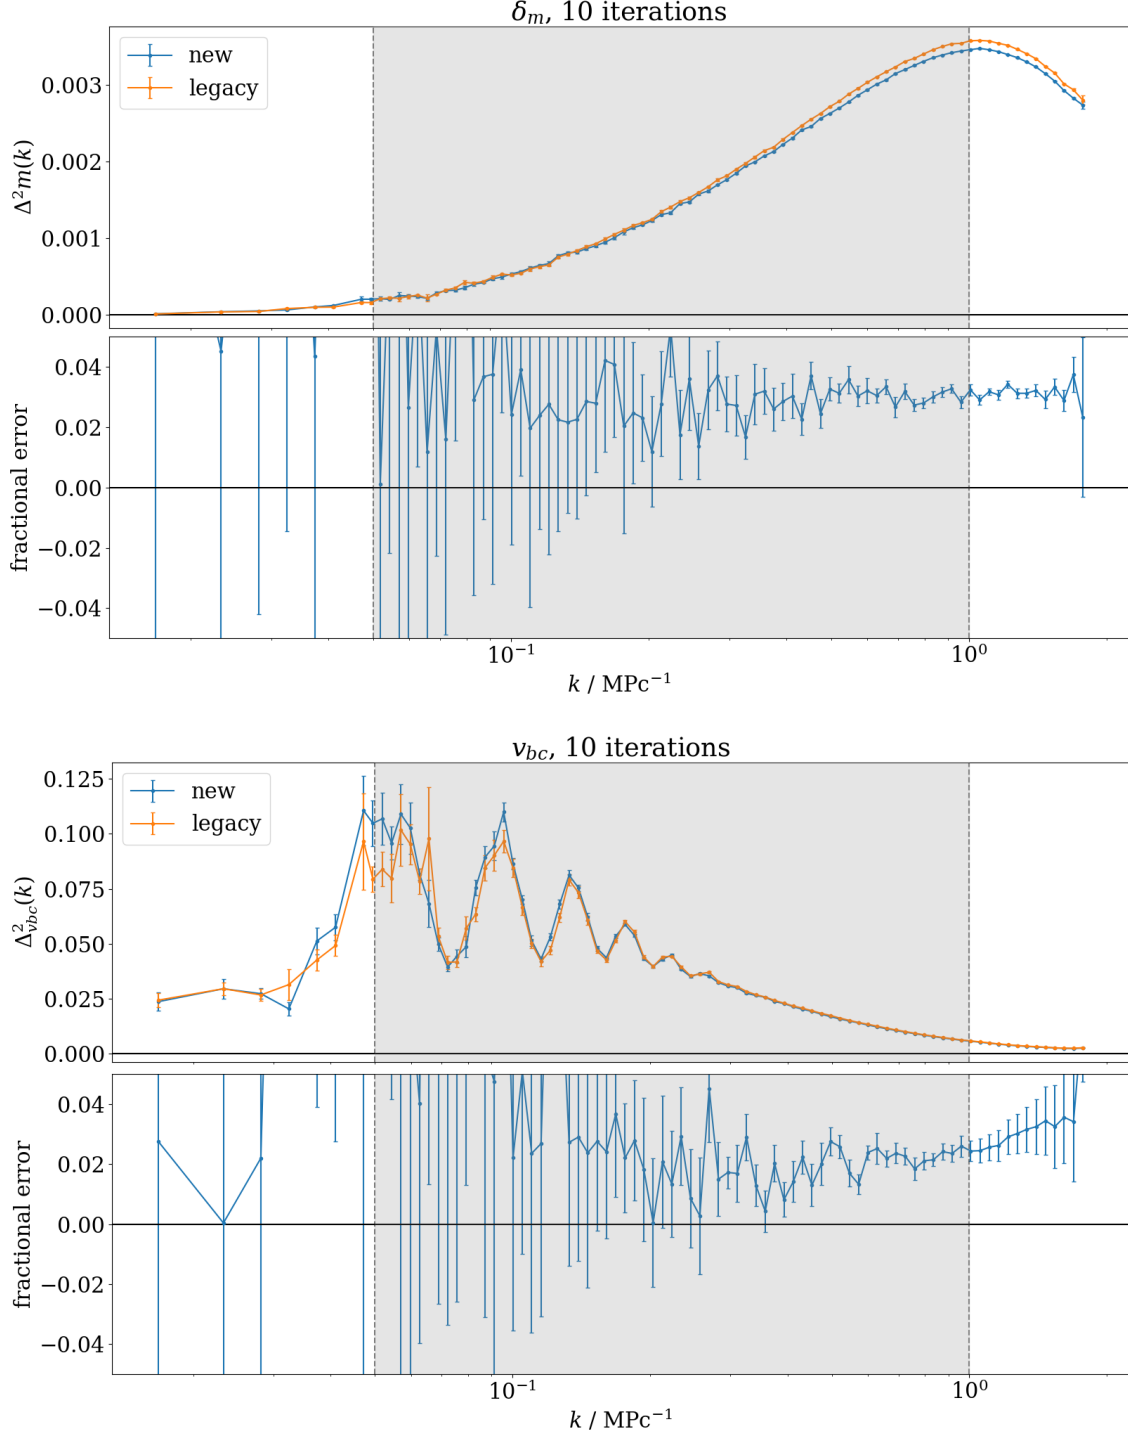 δm, 10 iterations
new
legacy
Δ²m(k)
0.003
0.002
0.001
0.000
fractional error
0.04
0.02
0.00
−0.02
−0.04
10⁻¹
10⁰
k / MPc⁻¹
νbc, 10 iterations
new
legacy
Δ²νbc(k)
0.125
0.100
0.075
0.050
0.025
0.000
fractional error
0.04
0.02
0.00
−0.02
−0.04
10⁻¹
10⁰
k / MPc⁻¹